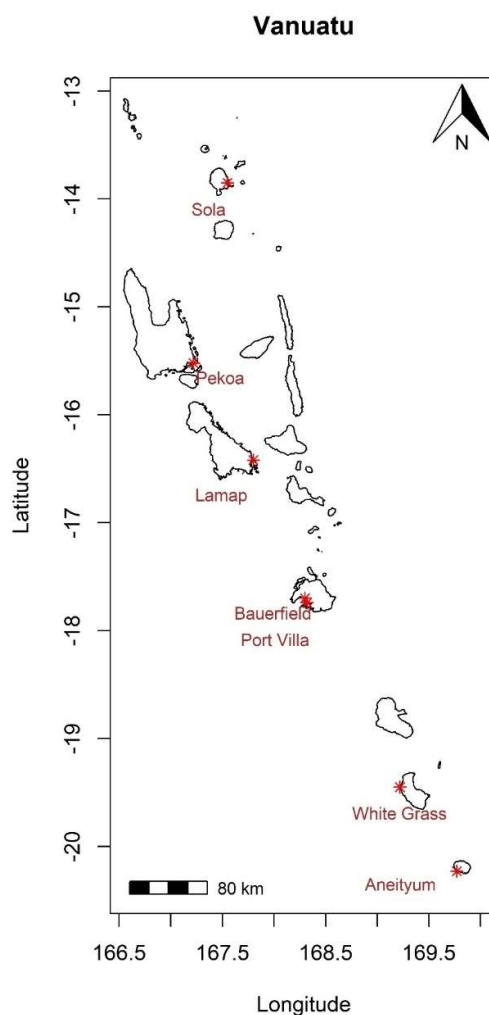 Vanuatu
-13
N
-14
Sola
-15
Pekoa
-16
Lamap
-17
Latitude
Bauerfield
-18
Port Villa
-19
White Grass
-20
Aneityum
80 km
166.5 167.5 168.5 169.5
Longitude